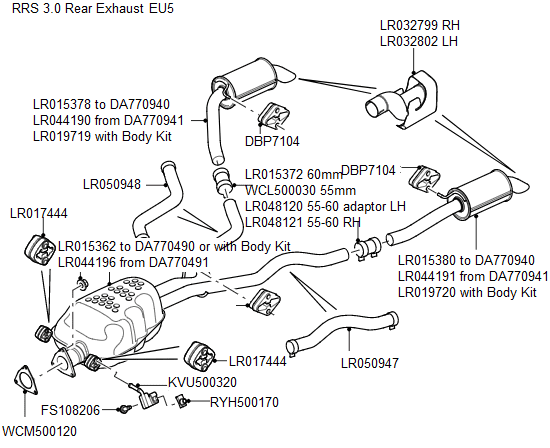 RRS 3.0 Rear Exhaust EU5
LR032799 RH
LR032802 LH
LR015378 to DA770940
LR044190 from DA770941
LR019719 with Body Kit
DBP7104
LR050948
LR015372 60mm
WCL500030 55mm
LR048120 55-60 adaptor LH
LR048121 55-60 RH
DBP7104
LR017444
LR015362 to DA770490 or with Body Kit
LR044196 from DA770491
LR015380 to DA770940
LR044191 from DA770941
LR019720 with Body Kit
LR017444
LR050947
KVU500320
RYH500170
FS108206
WCM500120